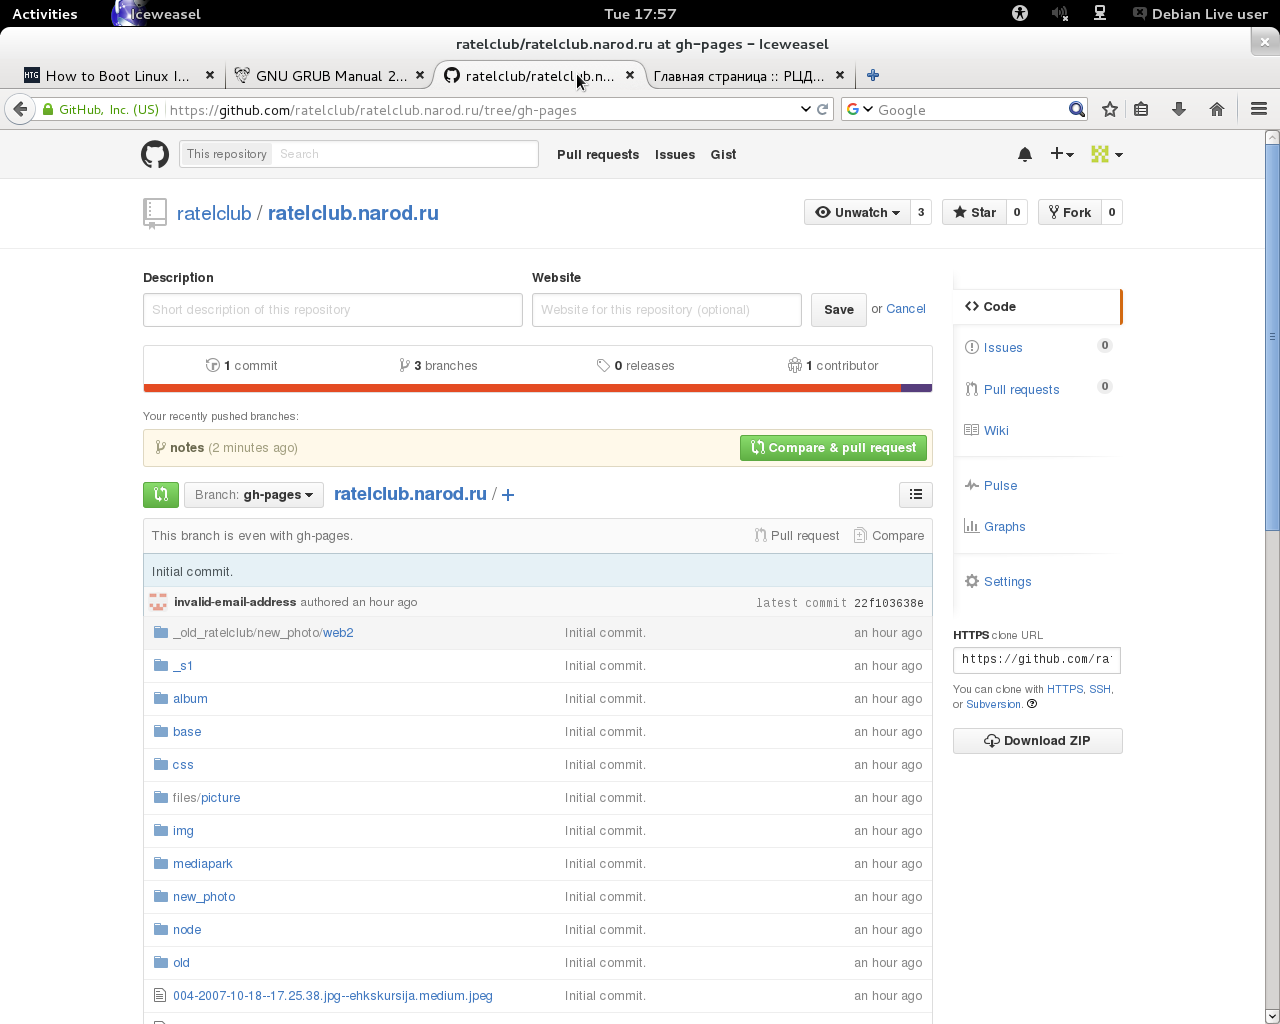 Activities Iceweasel Tue 17:57 Debian Live user
ratelclub/ratelclub.narod.ru at gh-pages - Iceweasel
HTG How to Boot Linux I... GNU GRUB Manual 2... ratelclub/ratelclub.n... Главная страница :: РЦД...
GitHub, Inc. (US) https://github.com/ratelclub/ratelclub.narod.ru/tree/gh-pages Google
This repository Search Pull requests Issues Gist
ratelclub / ratelclub.narod.ru Unwatch 3 Star 0 Fork 0
Description Website
Short description of this repository Website for this repository (optional) Save or Cancel
1 commit 3 branches 0 releases 1 contributor
Your recently pushed branches:
notes (2 minutes ago) Compare & pull request
Branch: gh-pages ratelclub.narod.ru / +
This branch is even with gh-pages. Pull request Compare
Initial commit.
invalid-email-address authored an hour ago latest commit 22f103638e
_old_ratelclub/new_photo/web2 Initial commit. an hour ago
_s1 Initial commit. an hour ago
album Initial commit. an hour ago
base Initial commit. an hour ago
css Initial commit. an hour ago
files/picture Initial commit. an hour ago
img Initial commit. an hour ago
mediapark Initial commit. an hour ago
new_photo Initial commit. an hour ago
node Initial commit. an hour ago
old Initial commit. an hour ago
004-2007-10-18--17.25.38.jpg--ehkskursija.medium.jpeg Initial commit. an hour ago
Code
Issues 0
Pull requests 0
Wiki
Pulse
Graphs
Settings
HTTPS clone URL
https://github.com/ra
You can clone with HTTPS, SSH,
or Subversion.
Download ZIP